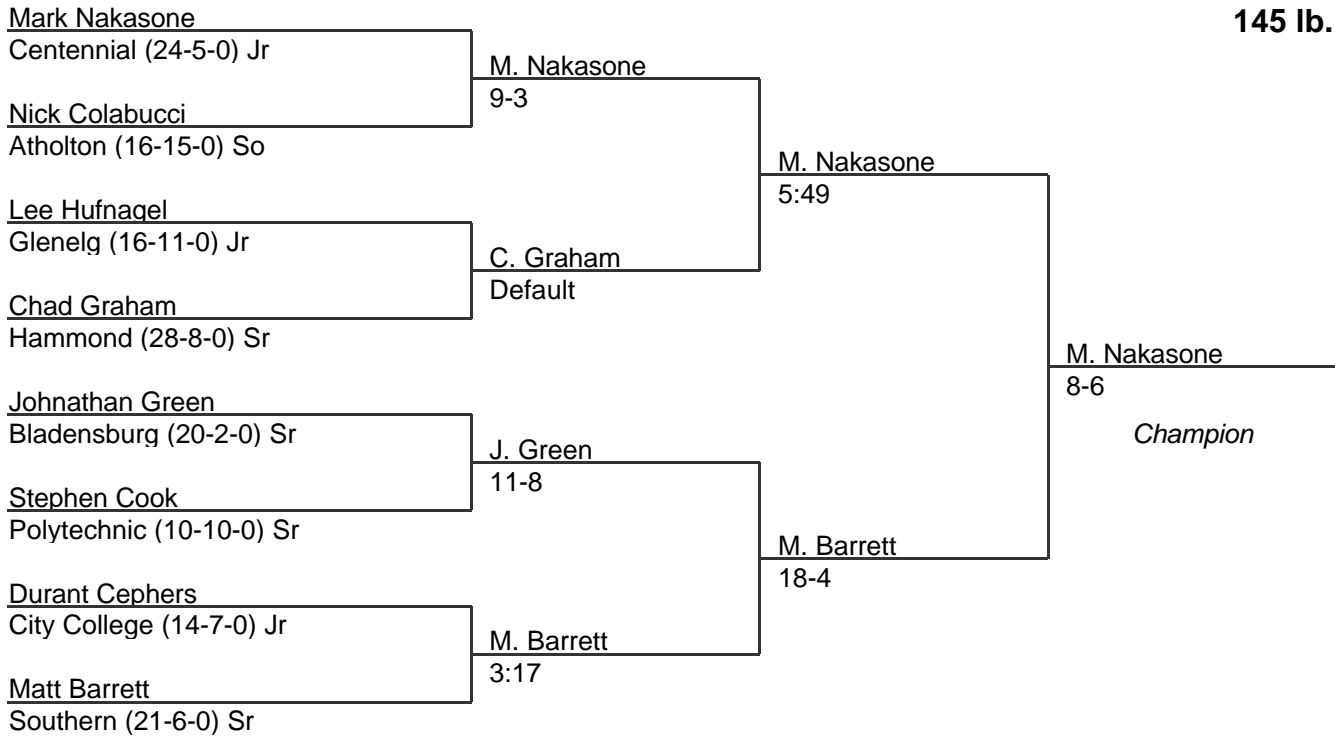 145 lb.
Mark Nakasone
Centennial (24-5-0) Jr
M. Nakasone
9-3
Nick Colabucci
Atholton (16-15-0) So
M. Nakasone
5:49
Lee Hufnagel
Glenelg (16-11-0) Jr
C. Graham
Default
Chad Graham
Hammond (28-8-0) Sr
M. Nakasone
8-6
Champion
Johnathan Green
Bladensburg (20-2-0) Sr
J. Green
11-8
Stephen Cook
Polytechnic (10-10-0) Sr
M. Barrett
18-4
Durant Cephers
City College (14-7-0) Jr
M. Barrett
3:17
Matt Barrett
Southern (21-6-0) Sr